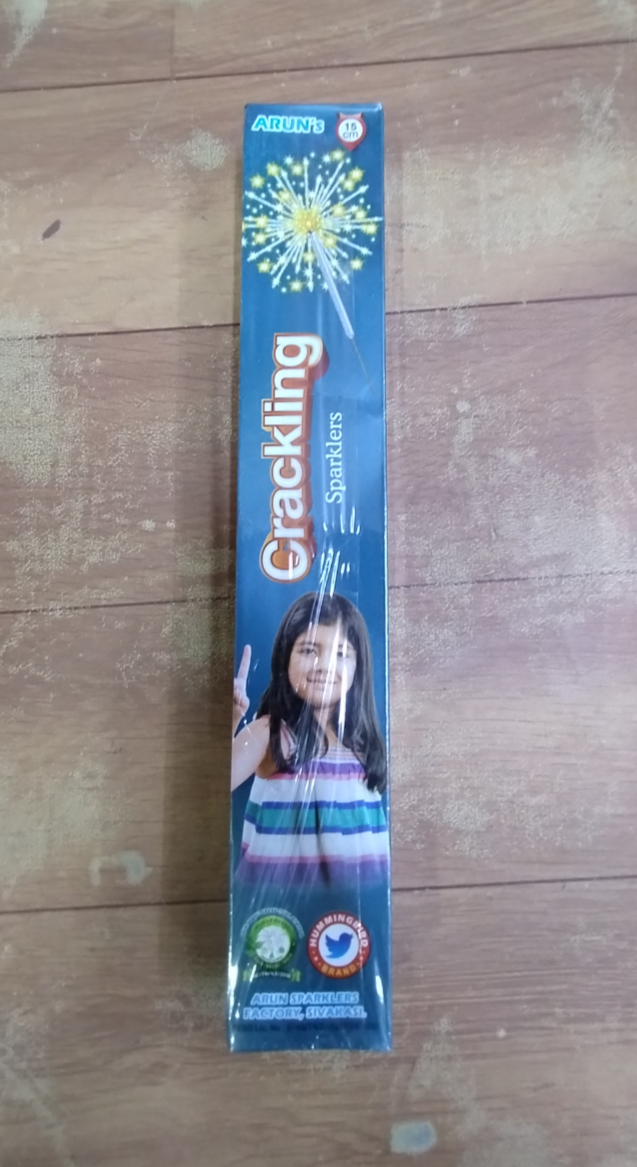 ARUN's
15
cm
Crackling
Sparklers
HUMMINGBIRD
BRAND
ARUN SPARKLERS
FACTORY, SIVAKASI.